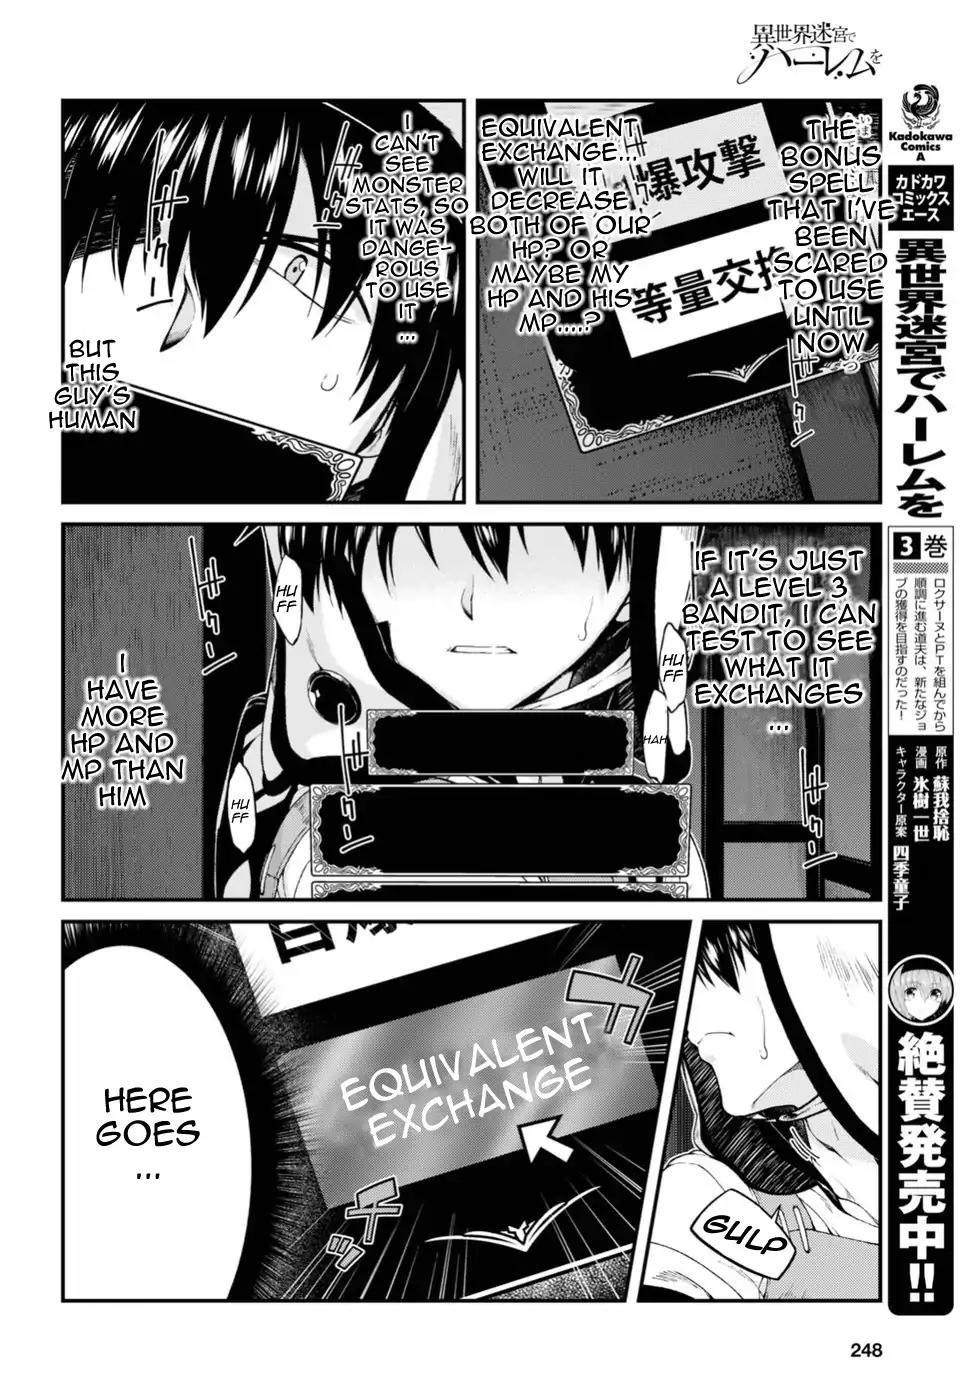 異世界迷宮で
ハーレムを
THE
BONUS
SPELL
THAT I'VE
BEEN
SCARED
TO USE
UNTIL
NOW
爆攻撃
等量交換
EQUIVALENT
EXCHANGE...
WILL IT
DECREASE
BOTH OF OUR
HP? OR
MAYBE MY
HP AND HIS
MP.....?
I
CAN'T
SEE
MONSTER
STATS, SO
IT WAS
DANGE-
ROUS
TO USE
IT
...
BUT
THIS
GUY'S
HUMAN
IF IT'S JUST
A LEVEL 3
BANDIT, I CAN
TEST TO SEE
WHAT IT
EXCHANGES
...
HUFF
HAH
HU
FF
HU
FF
I
HAVE
MORE
HP AND
MP THAN
HIM
GULP
EQUIVALENT
EXCHANGE
カチッ
HERE
GOES
...
Kadokawa
Comics
A
カドカワ
コミックス
エース
異世界迷宮でハーレムを
3巻
ロクサーヌとPTを組んでから
順調に進む道夫は、新たなジョ
ブの獲得を目指すのだった！
原作 蘇我捨恥
漫画 氷樹一世
キャラクター原案 四季童子
絶賛発売中!!
248